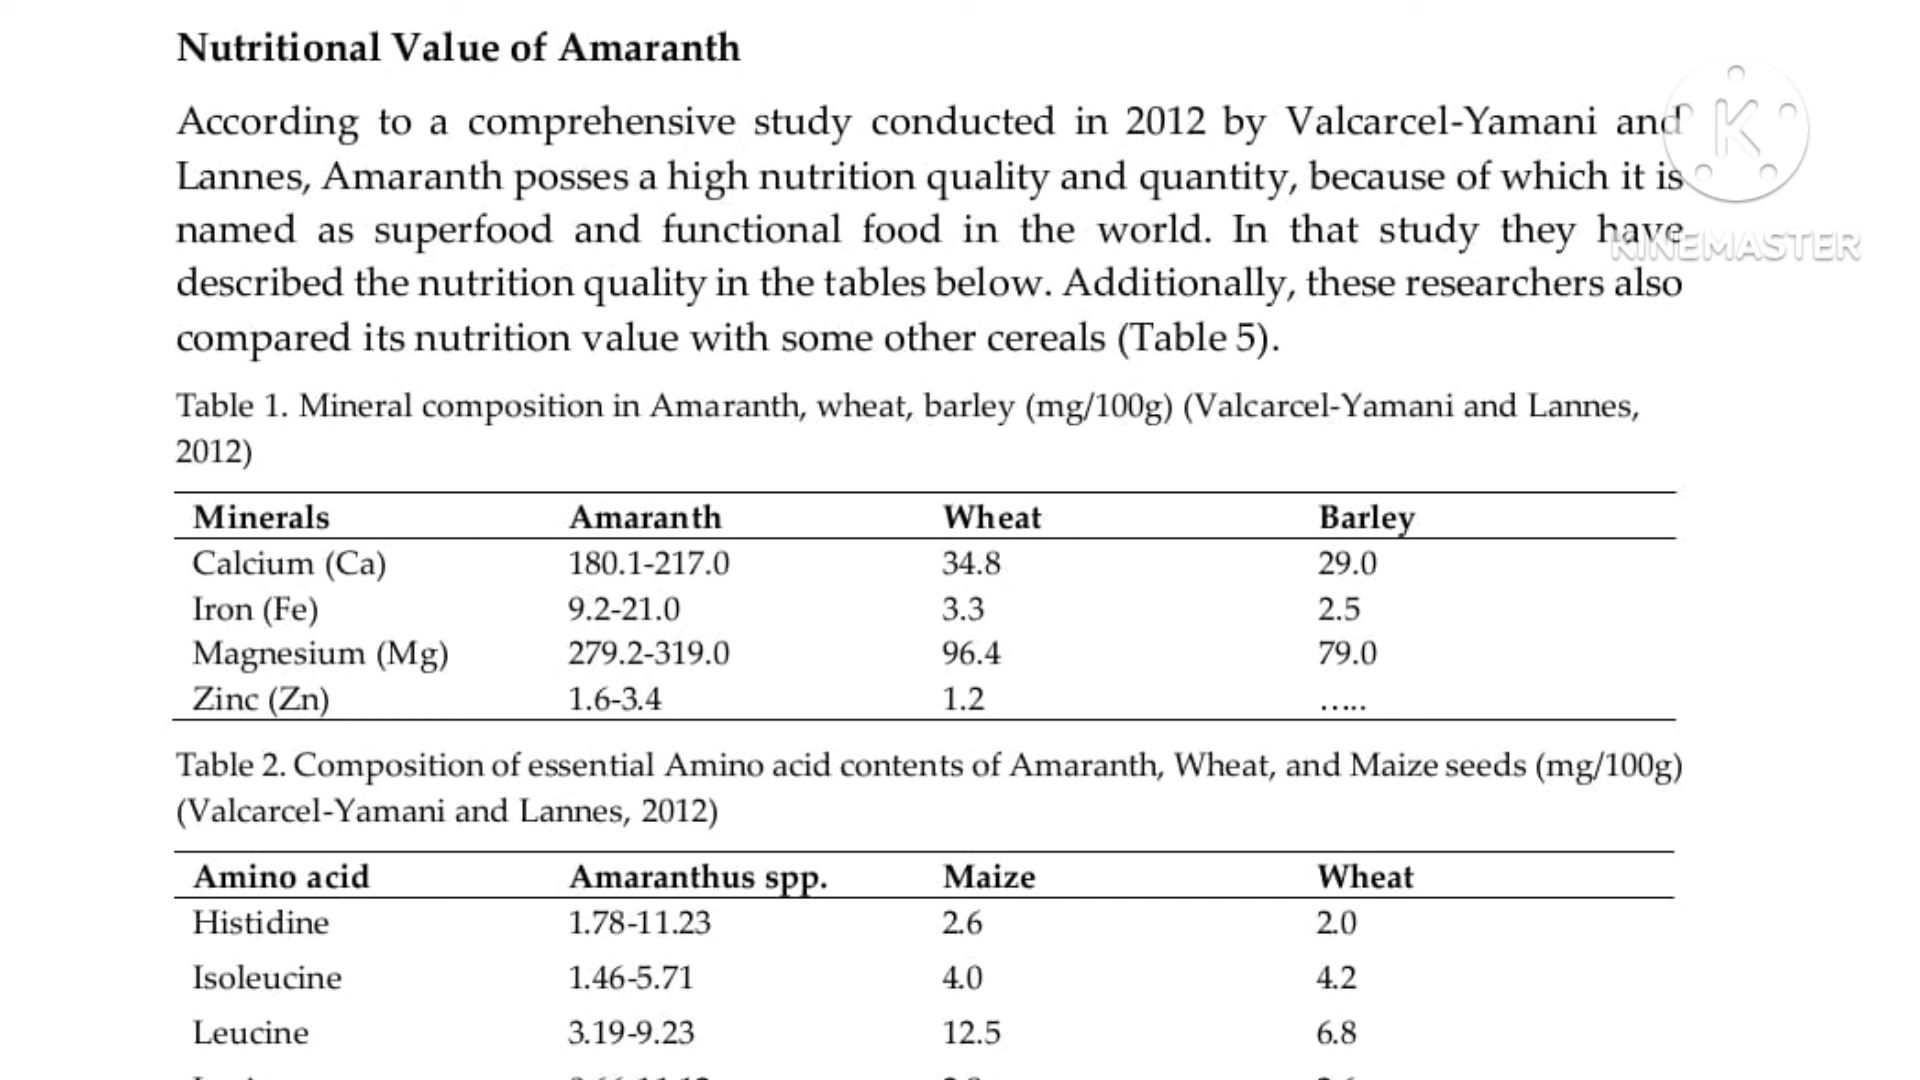 Nutritional Value of Amaranth
According to a comprehensive study conducted in 2012 by Valcarcel-Yamani and
Lannes, Amaranth posses a high nutrition quality and quantity, because of which it is
named as superfood and functional food in the world. In that study they have
described the nutrition quality in the tables below. Additionally, these researchers also
compared its nutrition value with some other cereals (Table 5).
K
KINEMASTER
Table 1. Mineral composition in Amaranth, wheat, barley (mg/100g) (Valcarcel-Yamani and Lannes,
2012)
Minerals Amaranth Wheat Barley
Calcium (Ca) 180.1-217.0 34.8 29.0
Iron (Fe) 9.2-21.0 3.3 2.5
Magnesium (Mg) 279.2-319.0 96.4 79.0
Zinc (Zn) 1.6-3.4 1.2 .....
Table 2. Composition of essential Amino acid contents of Amaranth, Wheat, and Maize seeds (mg/100g)
(Valcarcel-Yamani and Lannes, 2012)
Amino acid Amaranthus spp. Maize Wheat
Histidine 1.78-11.23 2.6 2.0
Isoleucine 1.46-5.71 4.0 4.2
Leucine 3.19-9.23 12.5 6.8